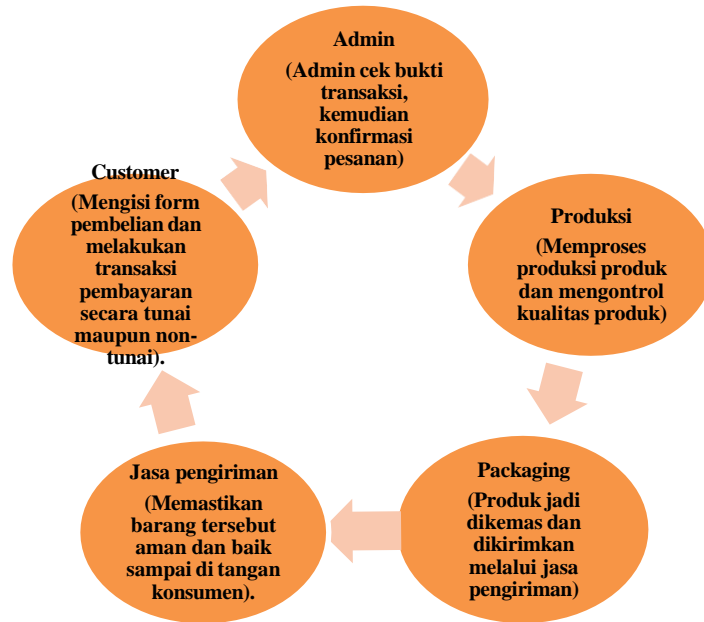 Admin
(Admin cek bukti
transaksi,
kemudian
konfirmasi
pesanan)
Customer
(Mengisi form
pembelian dan
melakukan
transaksi
pembayaran
secara tunai
maupun non-
tunai).
Produksi
(Memproses
produksi produk
dan mengontrol
kualitas produk)
Jasa pengiriman
(Memastikan
barang tersebut
aman dan baik
sampai di tangan
konsumen).
Packaging
(Produk jadi
dikemas dan
dikirimkan
melalui jasa
pengiriman)